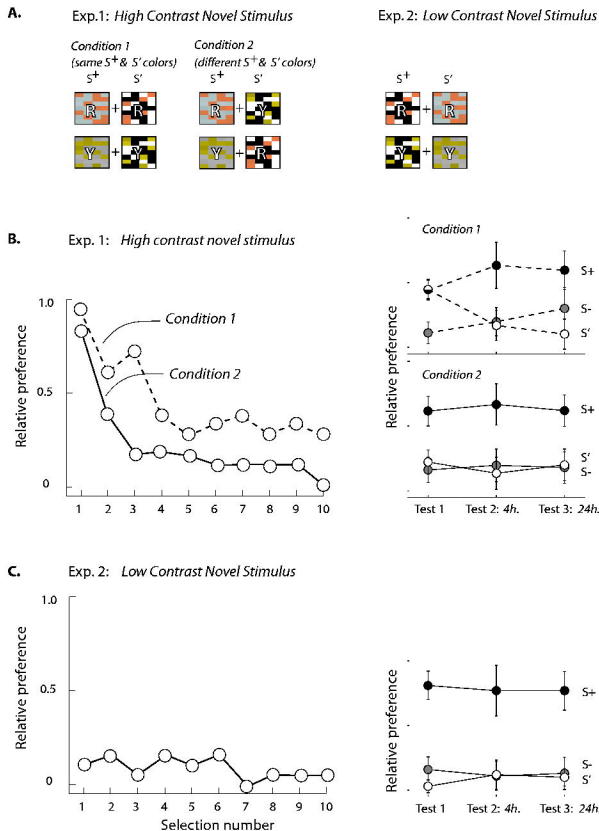 A. Exp.1: High Contrast Novel Stimulus Exp. 2: Low Contrast Novel Stimulus
Condition 1 Condition 2
(same S+ & S' colors) (different S+ & S' colors)
S+ S' S+ S' S+ S'
R + R R + Y R + R
Y + Y Y + R Y + Y
B. Exp. 1: High contrast novel stimulus
Relative preference
1.0
0.5
0
Condition 1
Condition 2
1 2 3 4 5 6 7 8 9 10
Relative preference
Condition 1
S+
S-
S'
Condition 2
S+
S'
S-
Test 1 Test 2: 4h. Test 3: 24h.
C. Exp. 2: Low Contrast Novel Stimulus
Relative preference
1.0
0.5
0
1 2 3 4 5 6 7 8 9 10
Selection number
Relative preference
S+
S-
S'
Test 1 Test 2: 4h. Test 3: 24h.